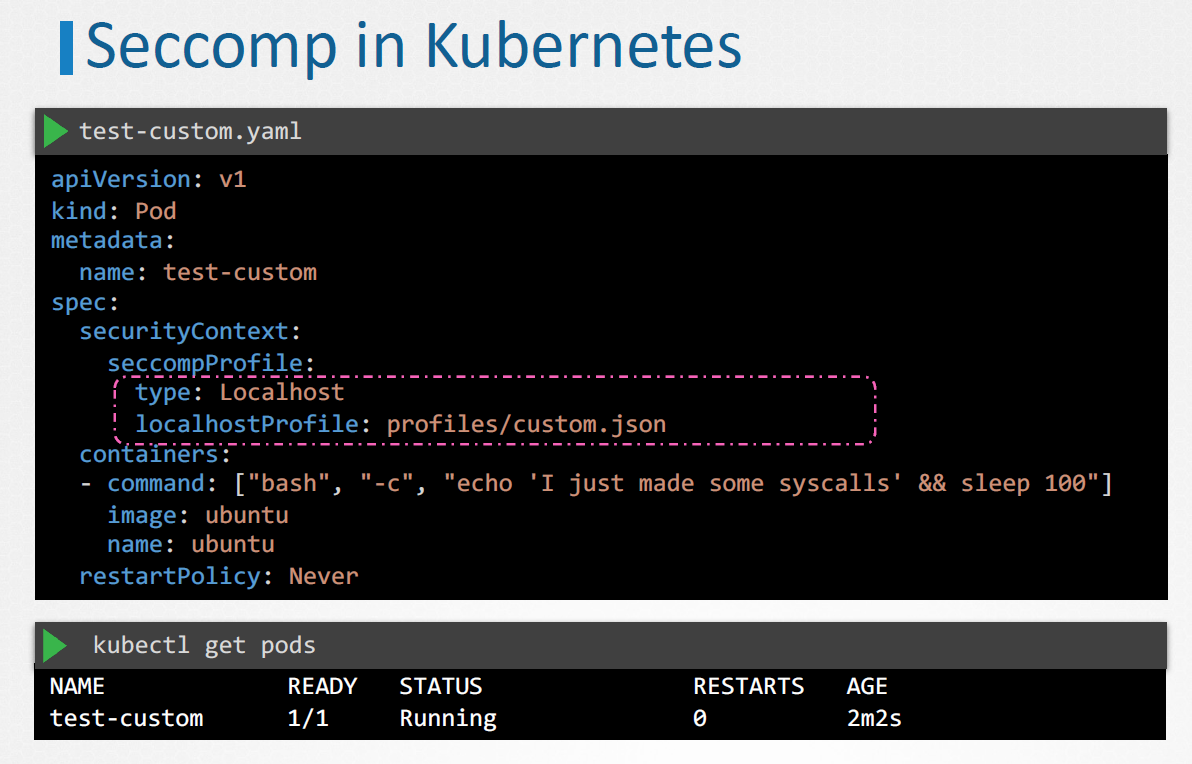 Seccomp in Kubernetes
test-custom.yaml
apiVersion: v1
kind: Pod
metadata:
  name: test-custom
spec:
  securityContext:
    seccompProfile:
      type: Localhost
      localhostProfile: profiles/custom.json
  containers:
  - command: ["bash", "-c", "echo 'I just made some syscalls' && sleep 100"]
    image: ubuntu
    name: ubuntu
  restartPolicy: Never
kubectl get pods
NAME READY STATUS RESTARTS AGE
test-custom 1/1 Running 0 2m2s